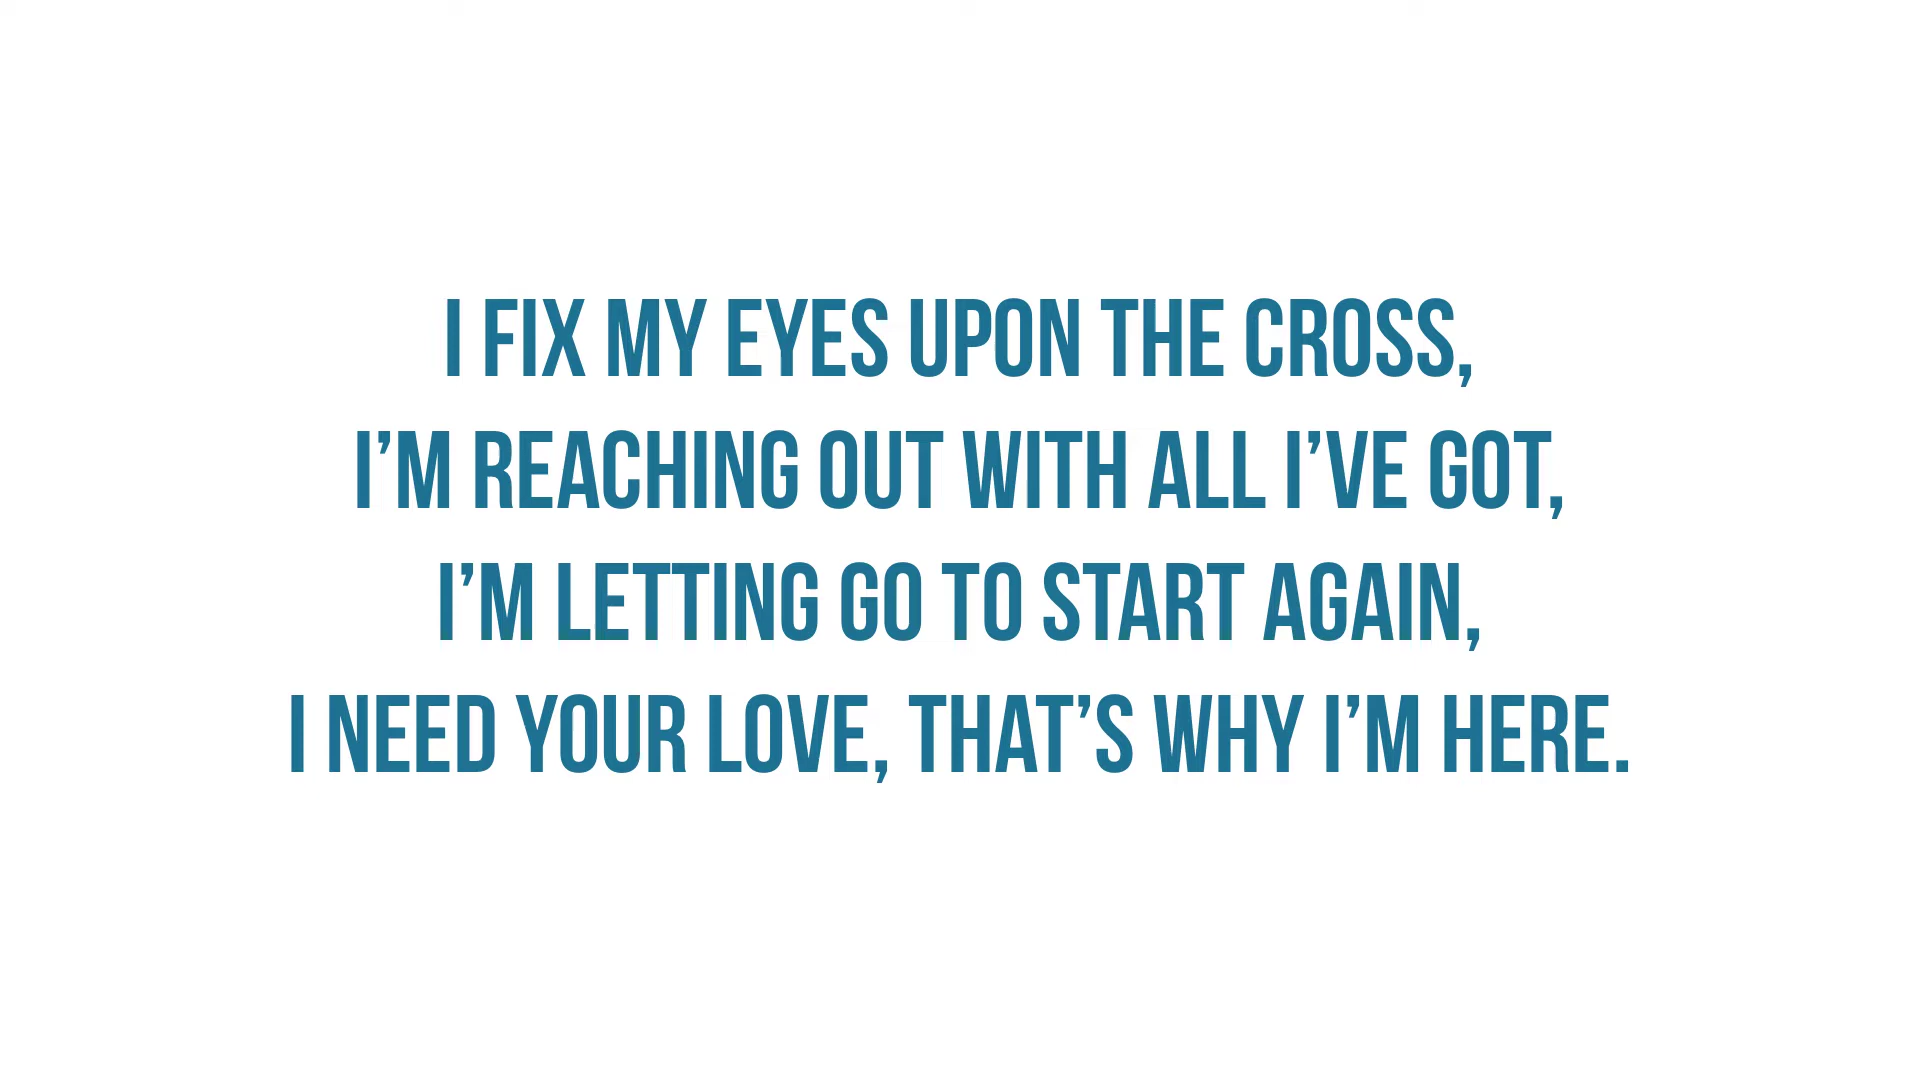 I FIX MY EYES UPON THE CROSS,
I’M REACHING OUT WITH ALL I’VE GOT,
I’M LETTING GO TO START AGAIN,
I NEED YOUR LOVE, THAT’S WHY I’M HERE.